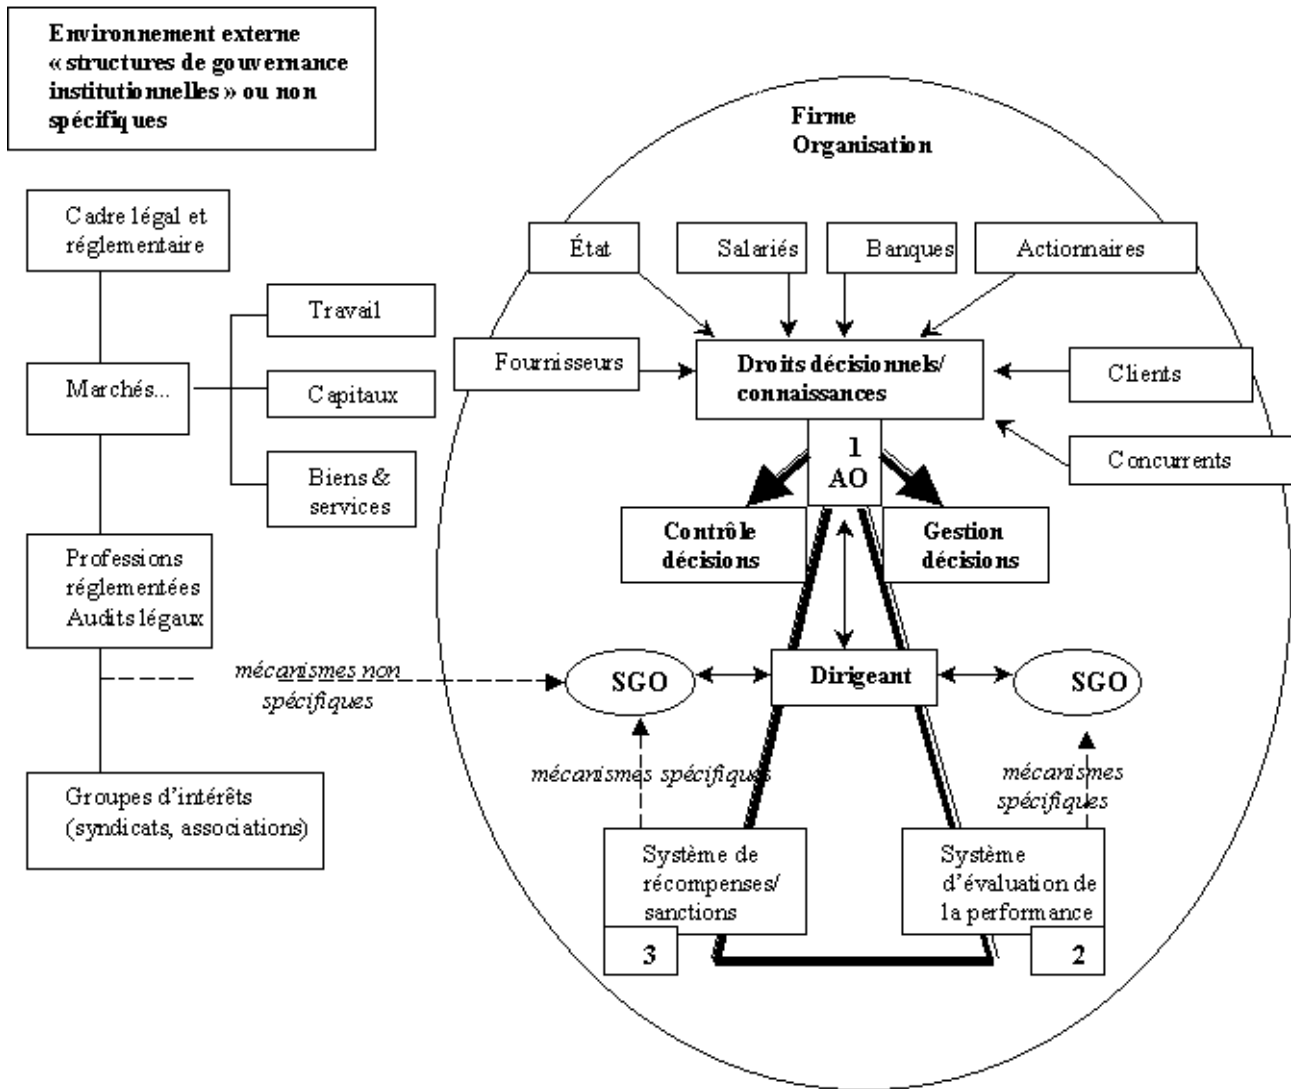 Environnement externe
« structures de gouvernance
institutionnelles » ou non
spécifiques
Firme
Organisation
Cadre légal et
réglementaire
État
Salariés
Banques
Actionnaires
Travail
Fournisseurs
Droits décisionnels/
connaissances
Clients
Marchés...
Capitaux
1
AO
Concurrents
Biens &
services
Contrôle
décisions
Gestion
décisions
Professions
réglementées
Audits légaux
mécanismes non
spécifiques
SGO
Dirigeant
SGO
mécanismes spécifiques
mécanismes
spécifiques
Groupes d'intérêts
(syndicats, associations)
Système de
récompenses/
sanctions
3
Système
d'évaluation de
la performance
2